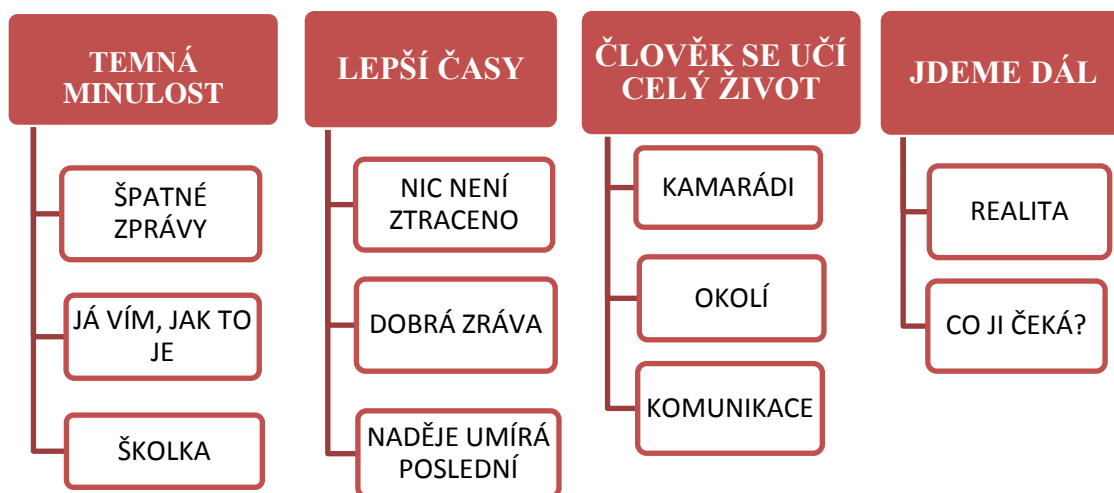 TEMNÁ
MINULOST
ŠPATNÉ
ZPRÁVY
JÁ VÍM, JAK TO
JE
ŠKOLKA
LEPŠÍ ČASY
NIC NENÍ
ZTRACENO
DOBRÁ ZRÁVA
NADĚJE UMÍRÁ
POSLEDNÍ
ČLOVĚK SE UČÍ
CELÝ ŽIVOT
KAMARÁDI
OKOLÍ
KOMUNIKACE
JDEME DÁL
REALITA
CO JI ČEKÁ?